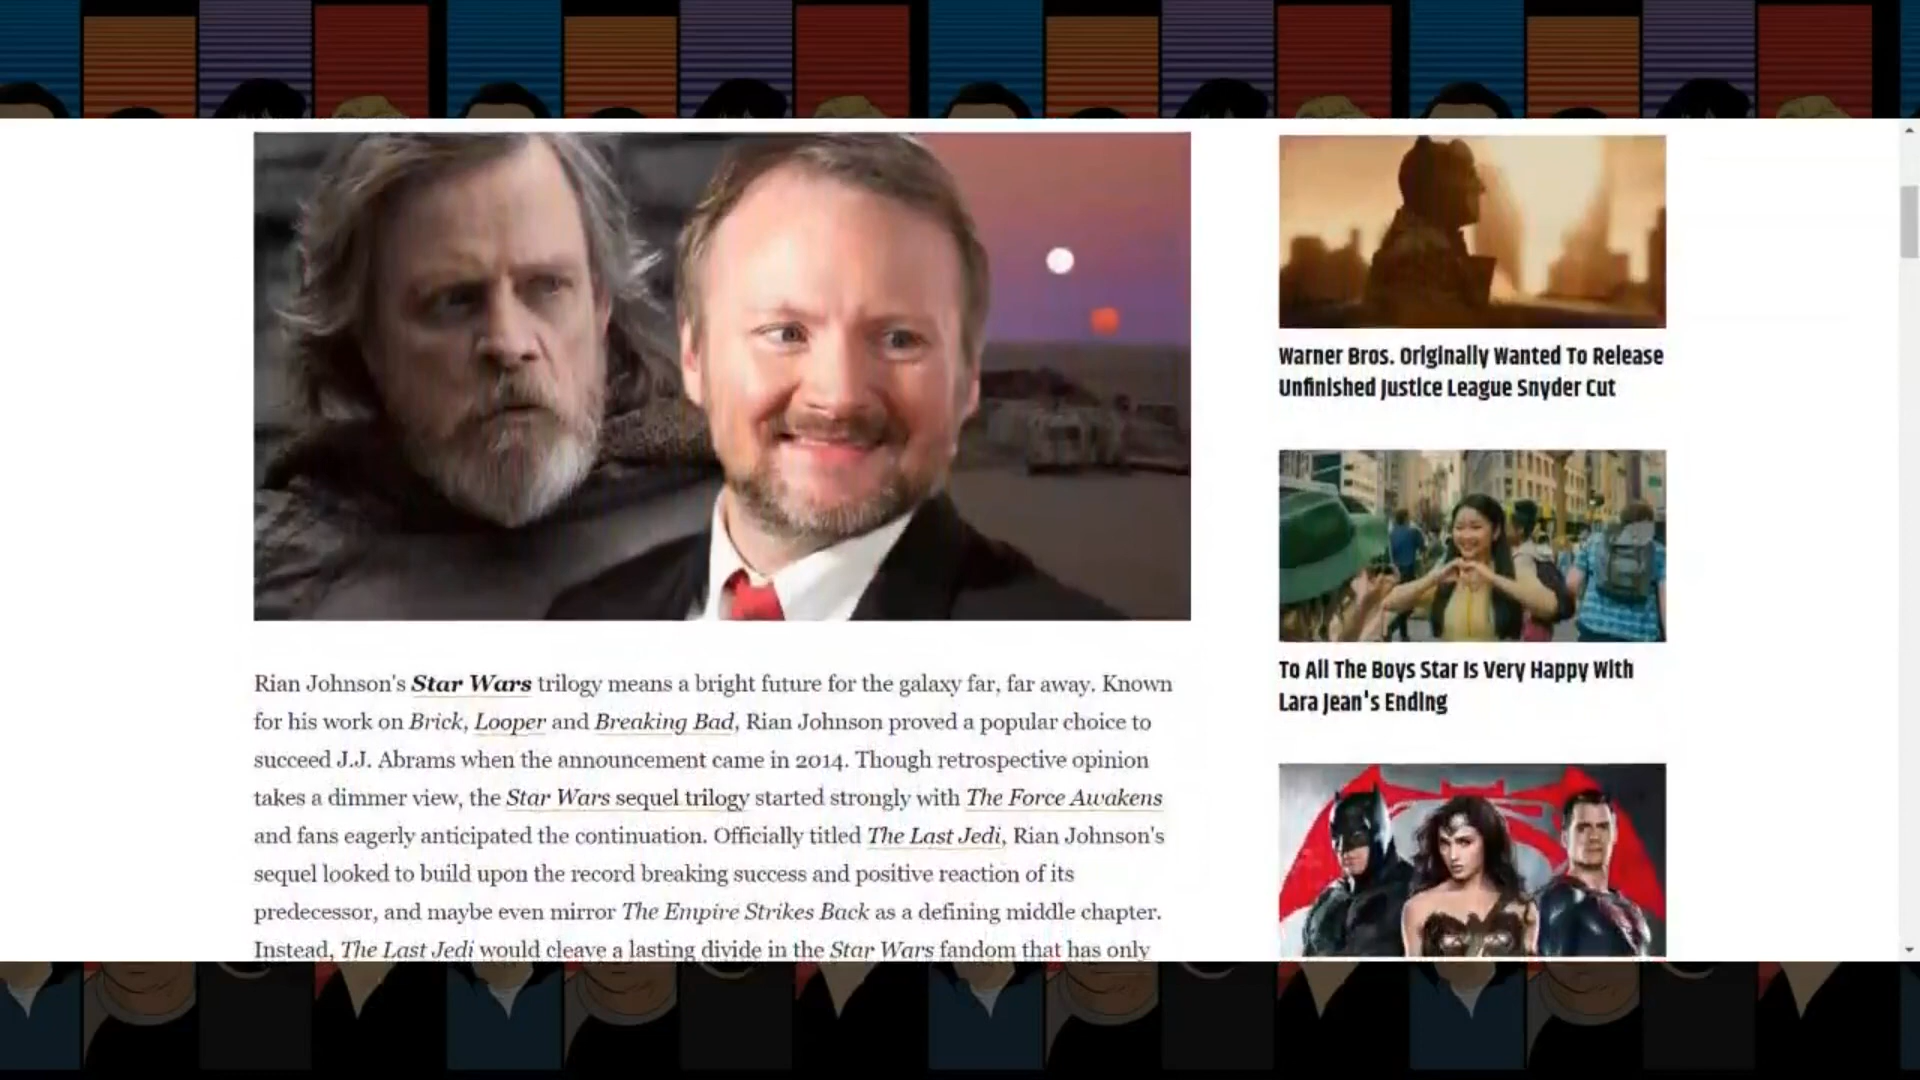 Rian Johnson's Star Wars trilogy means a bright future for the galaxy far, far away. Known
for his work on Brick, Looper and Breaking Bad, Rian Johnson proved a popular choice to
succeed J.J. Abrams when the announcement came in 2014. Though retrospective opinion
takes a dimmer view, the Star Wars sequel trilogy started strongly with The Force Awakens
and fans eagerly anticipated the continuation. Officially titled The Last Jedi, Rian Johnson's
sequel looked to build upon the record breaking success and positive reaction of its
predecessor, and maybe even mirror The Empire Strikes Back as a defining middle chapter.
Instead, The Last Jedi would cleave a lasting divide in the Star Wars fandom that has only
Warner Bros. Originally Wanted To Release
Unfinished Justice League Snyder Cut
To All The Boys Star Is Very Happy With
Lara Jean's Ending